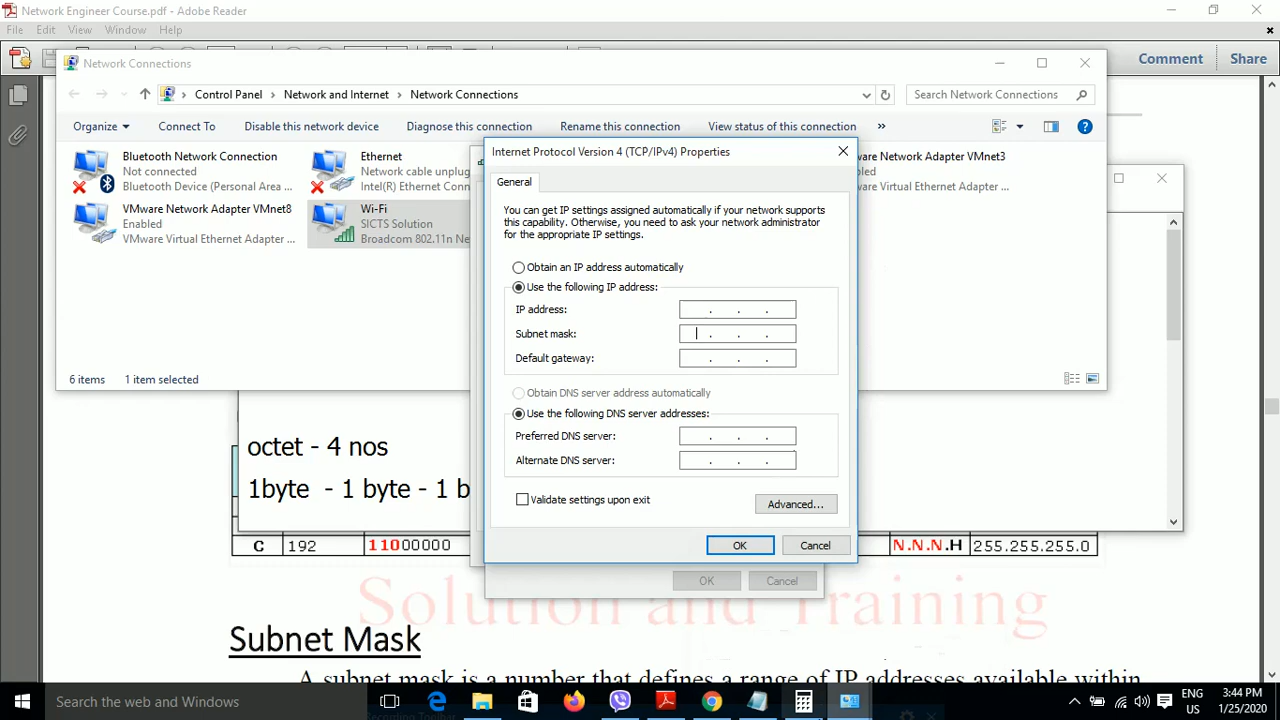 Network Engineer Course.pdf - Adobe Reader
File Edit View Window Help
Comment Share
Network Connections
Control Panel Network and Internet Network Connections
Search Network Connections
Organize Connect To Disable this network device Diagnose this connection Rename this connection View status of this connection »
Bluetooth Network Connection
Not connected
Bluetooth Device (Personal Area ...
Ethernet
Network cable unplug
Intel(R) Ethernet Conn
Network Adapter VMnet3
VMware Network Adapter VMnet8
Enabled
VMware Virtual Ethernet Adapter ...
Wi-Fi
SICTS Solution
Broadcom 802.11n Ne
Virtual Ethernet Adapter ...
6 items 1 item selected
Internet Protocol Version 4 (TCP/IPv4) Properties
General
You can get IP settings assigned automatically if your network supports
this capability. Otherwise, you need to ask your network administrator
for the appropriate IP settings.
Obtain an IP address automatically
Use the following IP address:
IP address: . . .
Subnet mask: . . .
Default gateway: . . .
Obtain DNS server address automatically
Use the following DNS server addresses:
Preferred DNS server: . . .
Alternate DNS server: . . .
Validate settings upon exit
Advanced...
OK Cancel
OK Cancel
octet - 4 nos
1byte - 1 byte - 1 b
C 192 11000000 N.N.N.H 255.255.255.0
Solution and Training
Subnet Mask
A subnet mask is a number that defines a range of IP addresses available within
Search the web and Windows
ENG
US
3:44 PM
1/25/2020